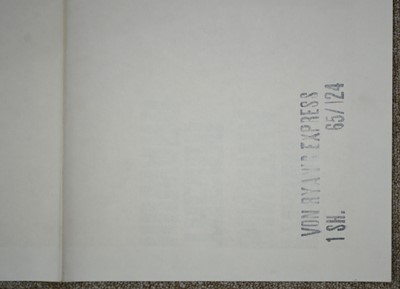 VON RYAN'S EXPRESS
1 SH. 65/124